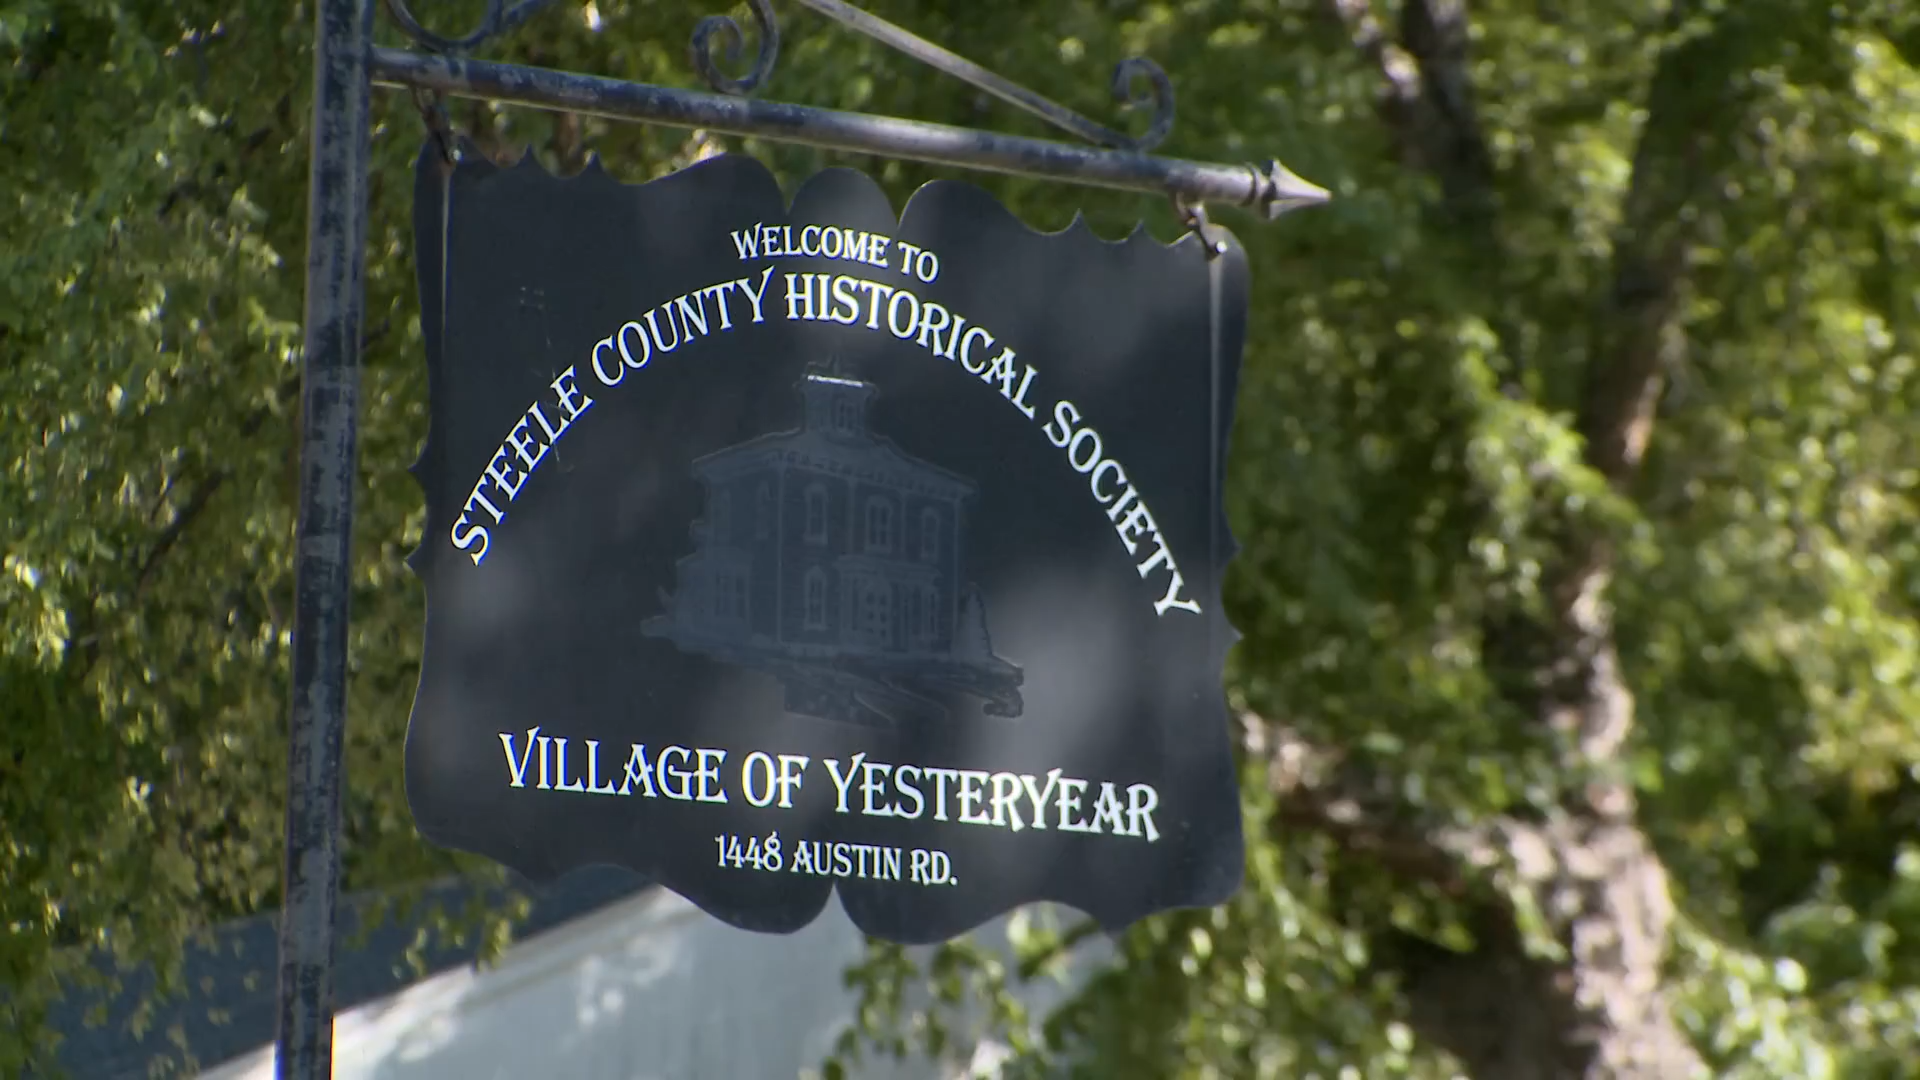 WELCOME TO
STEELE COUNTY HISTORICAL SOCIETY
VILLAGE OF YESTERYEAR
1448 AUSTIN RD.